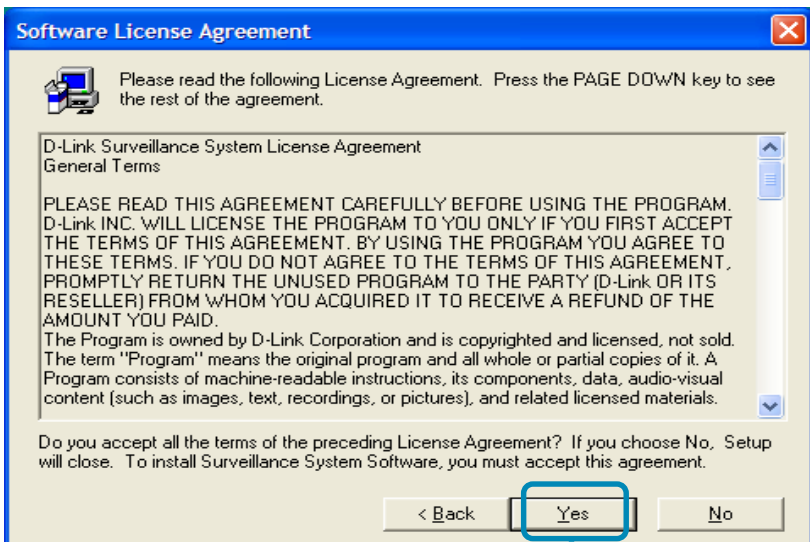 Software License Agreement
Please read the following License Agreement. Press the PAGE DOWN key to see
the rest of the agreement.
D-Link Surveillance System License Agreement
General Terms
PLEASE READ THIS AGREEMENT CAREFULLY BEFORE USING THE PROGRAM.
D-Link INC. WILL LICENSE THE PROGRAM TO YOU ONLY IF YOU FIRST ACCEPT
THE TERMS OF THIS AGREEMENT. BY USING THE PROGRAM YOU AGREE TO
THESE TERMS. IF YOU DO NOT AGREE TO THE TERMS OF THIS AGREEMENT,
PROMPTLY RETURN THE UNUSED PROGRAM TO THE PARTY (D-Link OR ITS
RESELLER) FROM WHOM YOU ACQUIRED IT TO RECEIVE A REFUND OF THE
AMOUNT YOU PAID.
The Program is owned by D-Link Corporation and is copyrighted and licensed, not sold.
The term "Program" means the original program and all whole or partial copies of it. A
Program consists of machine-readable instructions, its components, data, audio-visual
content (such as images, text, recordings, or pictures), and related licensed materials.
Do you accept all the terms of the preceding License Agreement? If you choose No, Setup
will close. To install Surveillance System Software, you must accept this agreement.
< Back Yes No